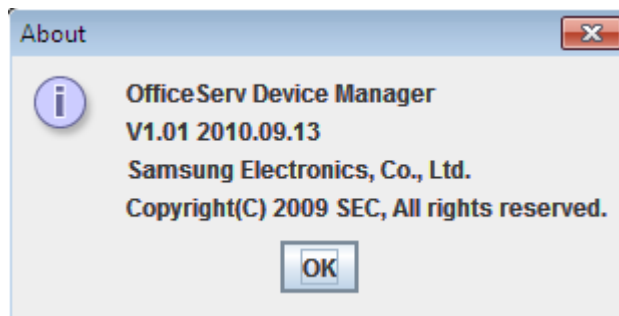 About
OfficeServ Device Manager
V1.01 2010.09.13
Samsung Electronics, Co., Ltd.
Copyright(C) 2009 SEC, All rights reserved.
OK